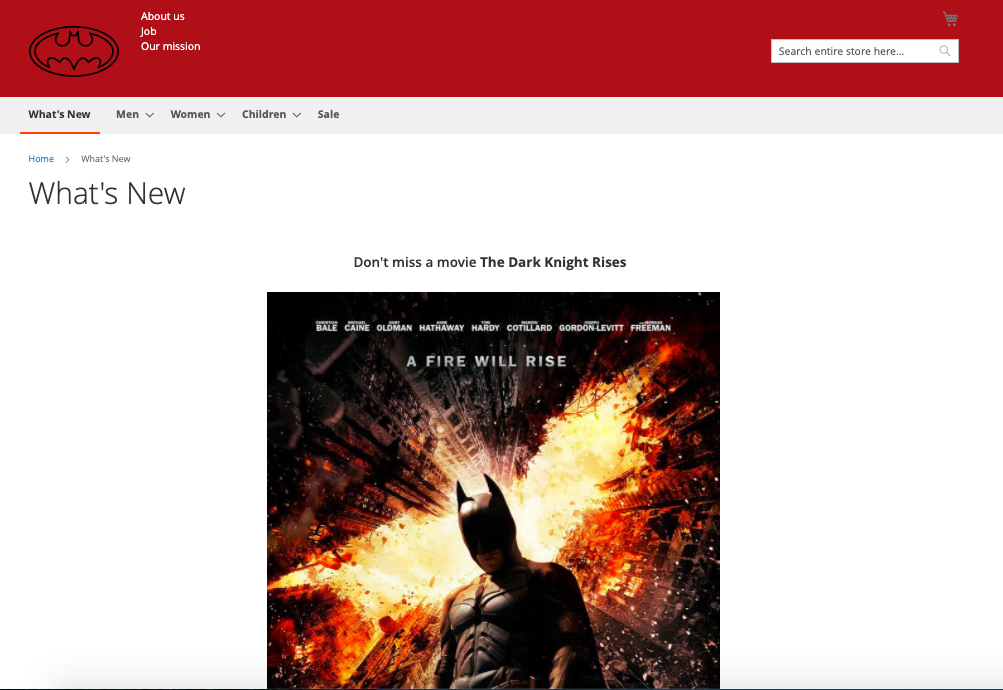 About us
Job
Our mission
Search entire store here...
What's New
Men
Women
Children
Sale
Home
What's New
What's New
Don't miss a movie The Dark Knight Rises
CHRISTIAN BALE MICHAEL CAINE GARY OLDMAN ANNE HATHAWAY TOM HARDY MARION COTILLARD JOSEPH GORDON-LEVITT AND MORGAN FREEMAN
A FIRE WILL RISE